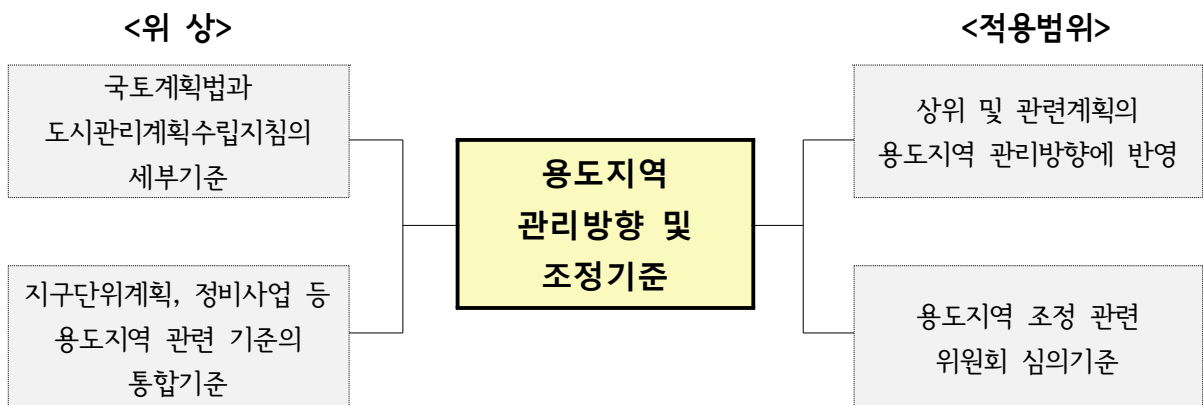 <위 상>
국토계획법과
도시관리계획수립지침의
세부기준
지구단위계획, 정비사업 등
용도지역 관련 기준의
통합기준
용도지역
관리방향 및
조정기준
<적용범위>
상위 및 관련계획의
용도지역 관리방향에 반영
용도지역 조정 관련
위원회 심의기준